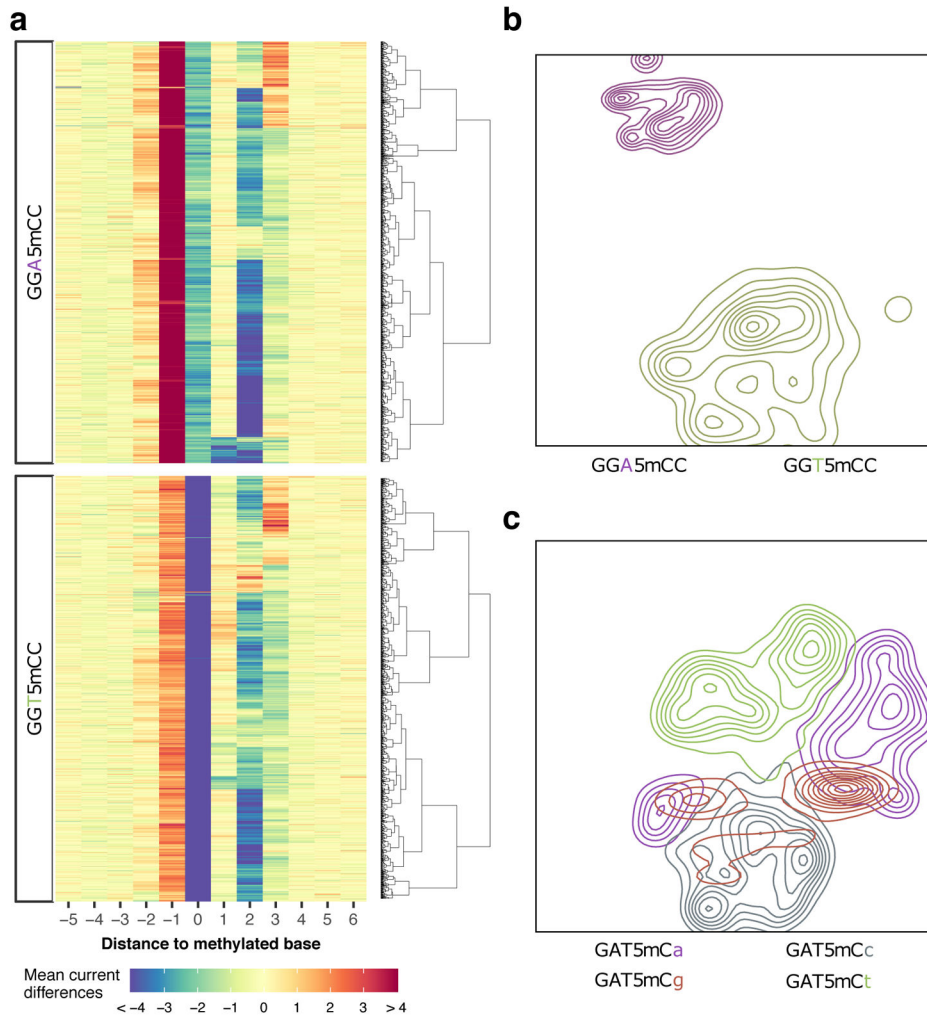 a
b
GGA5mCC
GGT5mCC
−5 −4 −3 −2 −1 0 1 2 3 4 5 6
Distance to methylated base
Mean current
differences
< −4 −3 −2 −1 0 1 2 3 > 4
GGA5mCC GGT5mCC
c
GAT5mCa GAT5mCc
GAT5mCg GAT5mCt